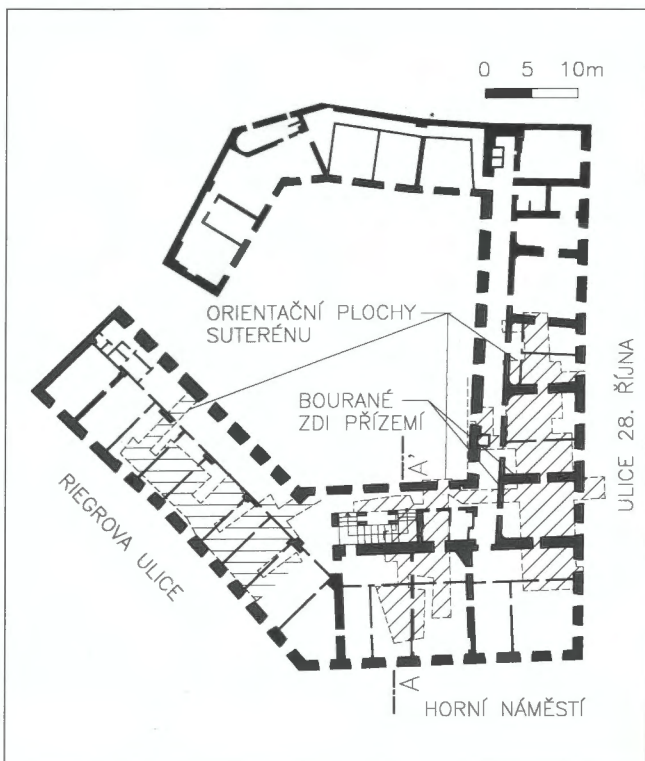 0 5 10m
ORIENTAČNÍ PLOCHY
SUTERÉNU
BOURANÉ
ZDI PŘÍZEMÍ
A'
ULICE 28. ŘÍJNA
RIEGROVA ULICE
A
HORNÍ NÁMĚSTÍ